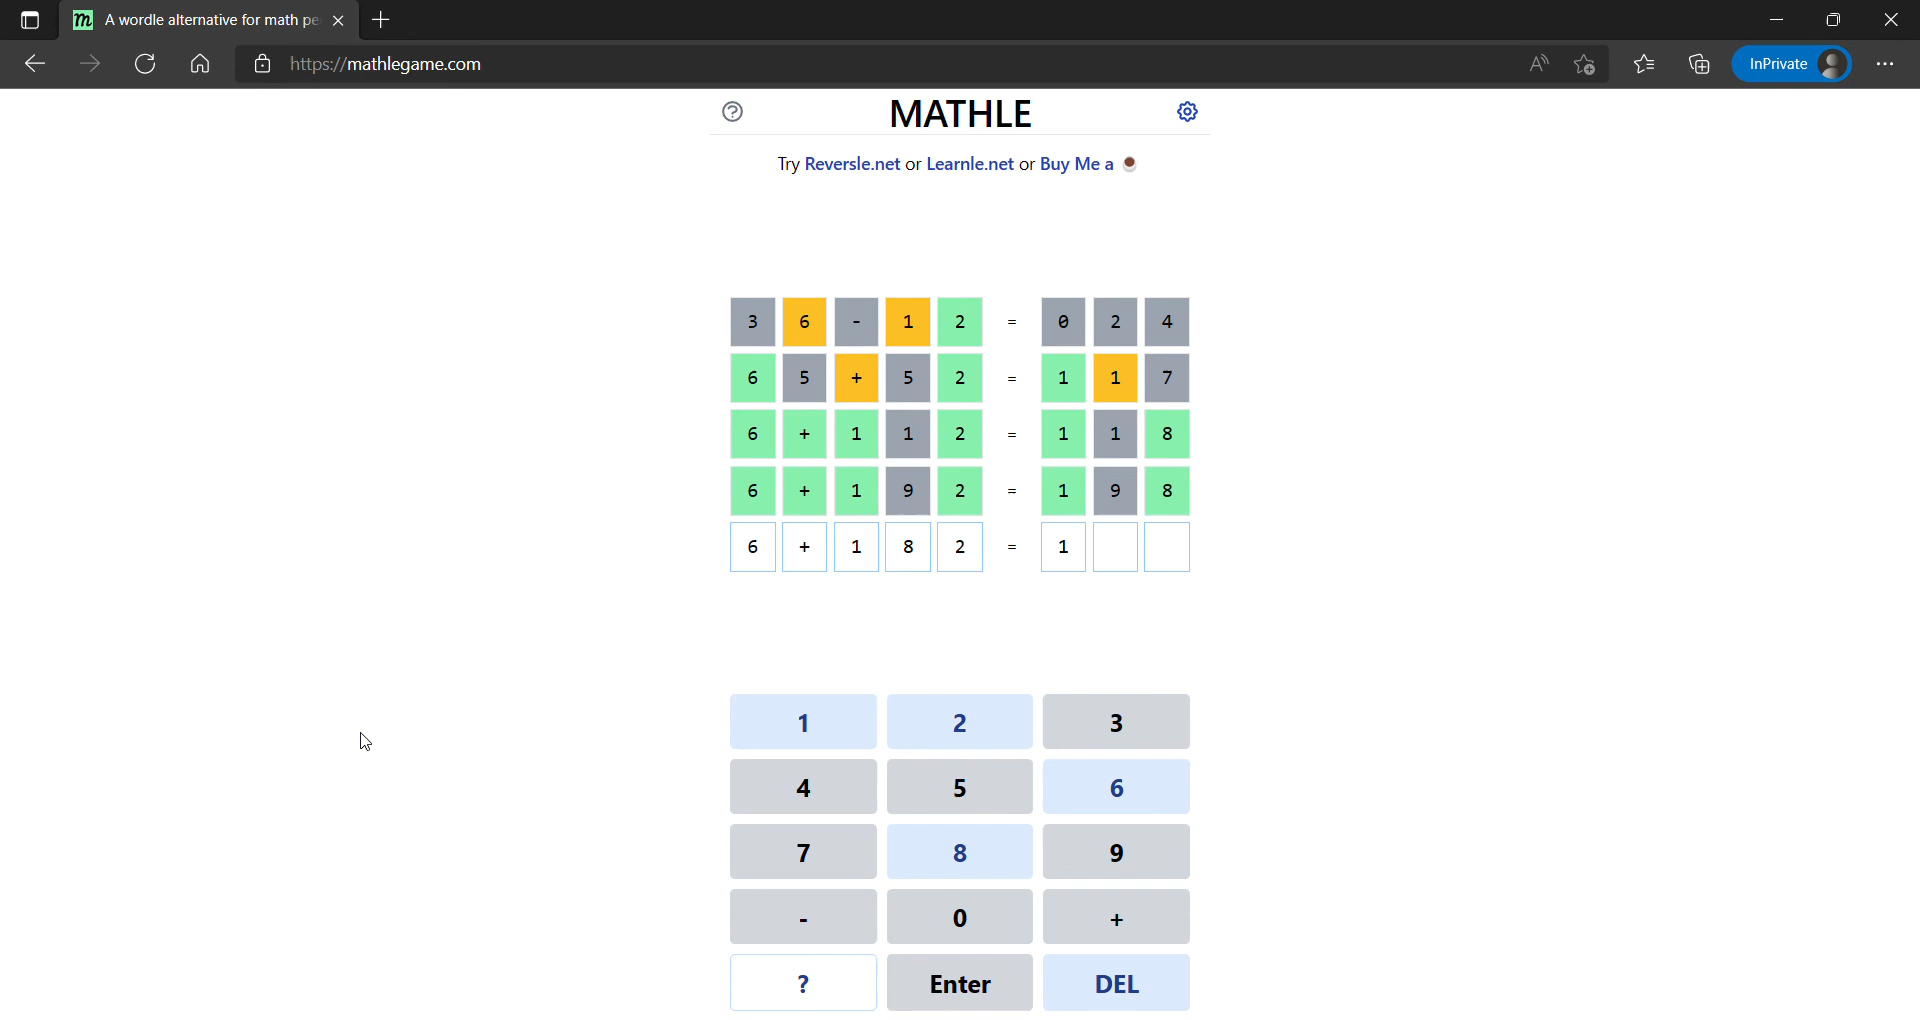 A wordle alternative for math pe
https://mathlegame.com
InPrivate
MATHLE
Try Reversle.net or Learnle.net or Buy Me a
3 6 - 1 2 = 0 2 4
6 5 + 5 2 = 1 1 7
6 + 1 1 2 = 1 1 8
6 + 1 9 2 = 1 9 8
6 + 1 8 2 = 1
1 2 3
4 5 6
7 8 9
- 0 +
? Enter DEL